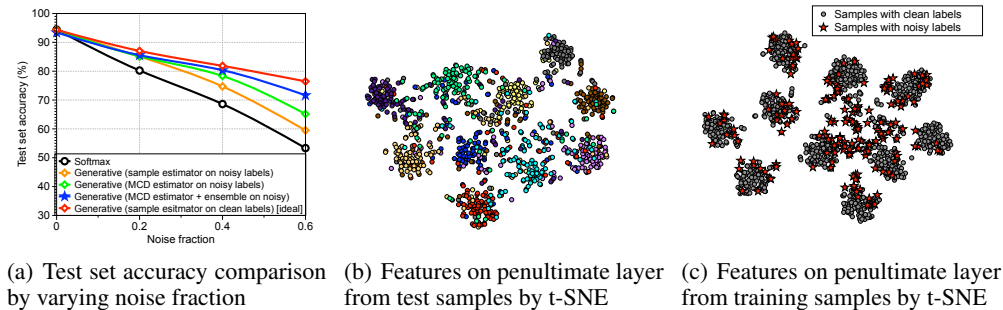 100
90
80
70
60
50
40
30
Test set accuracy (%)
Softmax
Generative (sample estimator on noisy labels)
Generative (MCD estimator on noisy labels)
Generative (MCD estimator + ensemble on noisy)
Generative (sample esitmator on clean labels) [ideal]
0
0.2
0.4
0.6
Noise fraction
Samples with clean labels
Samples with noisy labels
(a) Test set accuracy comparison
by varying noise fraction
(b) Features on penultimate layer
from test samples by t-SNE
(c) Features on penultimate layer
from training samples by t-SNE